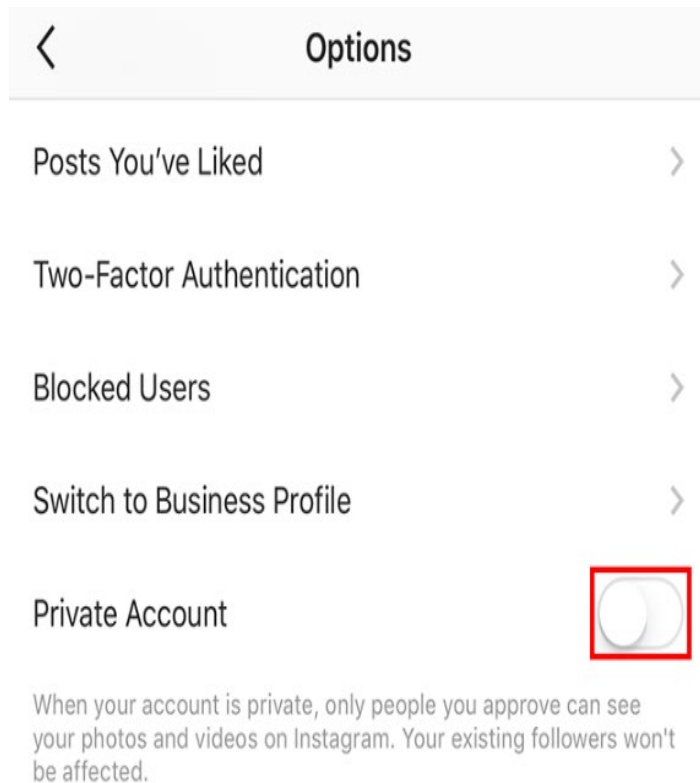 Options
Posts You’ve Liked
Two-Factor Authentication
Blocked Users
Switch to Business Profile
Private Account
When your account is private, only people you approve can see
your photos and videos on Instagram. Your existing followers won't
be affected.